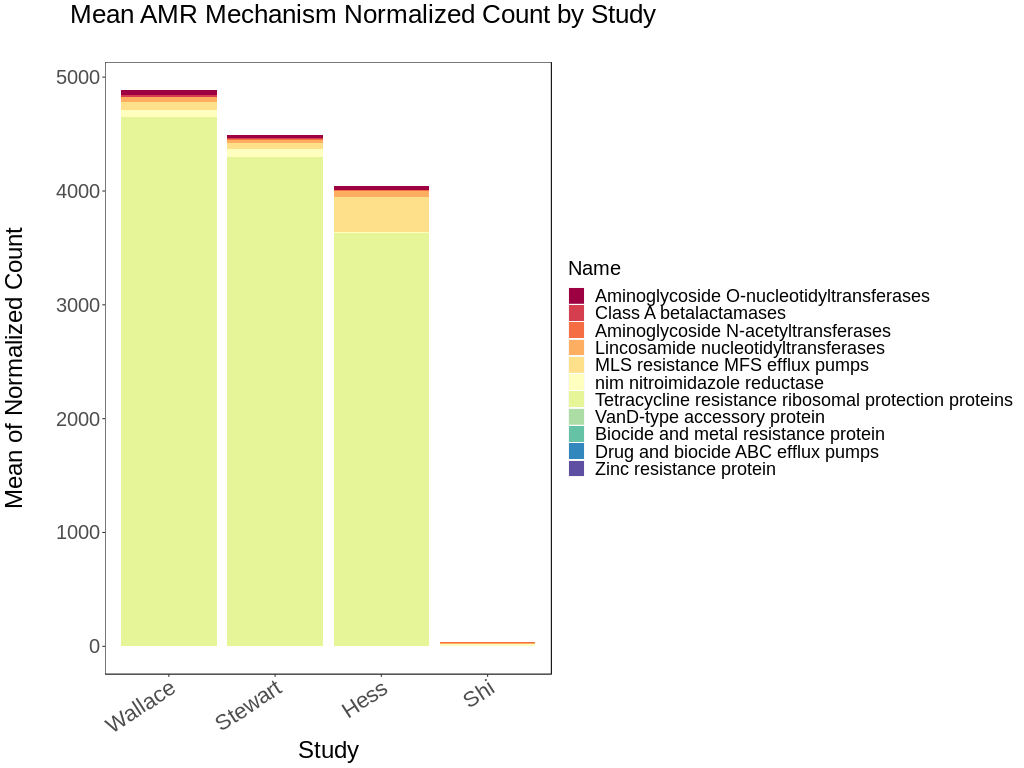 Mean AMR Mechanism Normalized Count by Study
5000
4000
3000
2000
1000
0
Mean of Normalized Count
Wallace
Stewart
Hess
Shi
Study
Name
Aminoglycoside O-nucleotidyltransferases
Class A betalactamases
Aminoglycoside N-acetyltransferases
Lincosamide nucleotidyltransferases
MLS resistance MFS efflux pumps
nim nitroimidazole reductase
Tetracycline resistance ribosomal protection proteins
VanD-type accessory protein
Biocide and metal resistance protein
Drug and biocide ABC efflux pumps
Zinc resistance protein